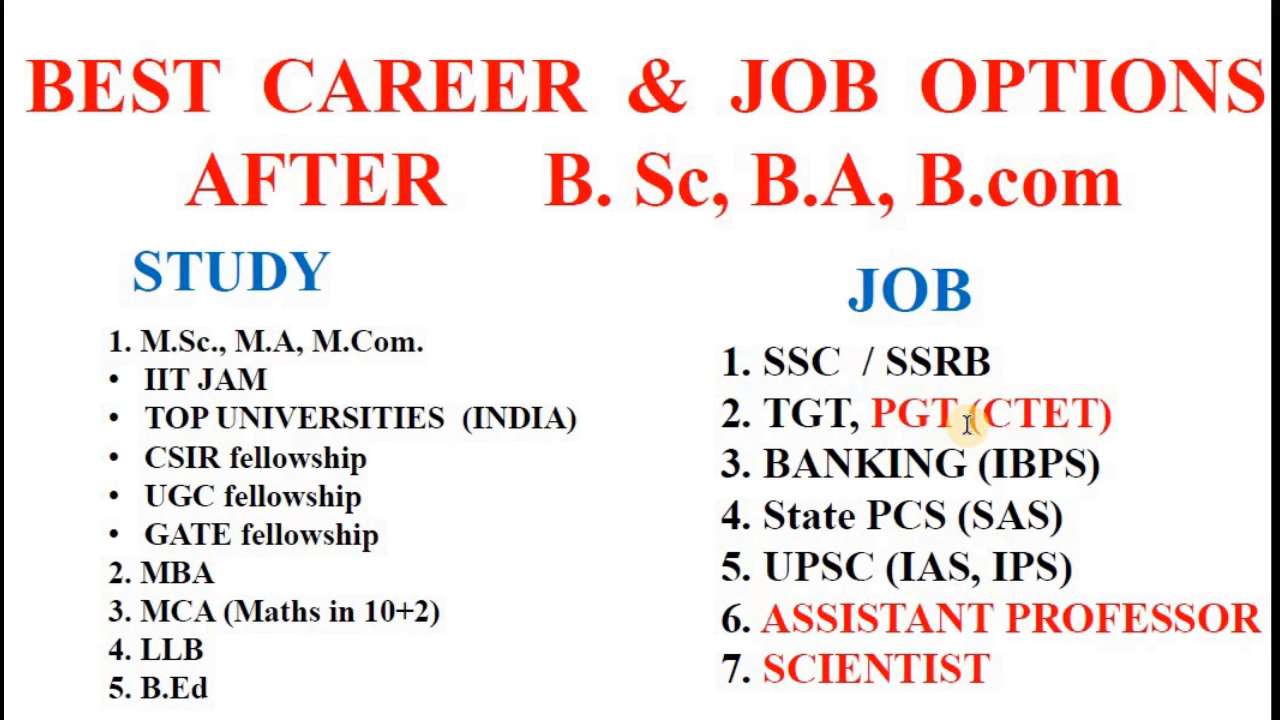 BEST CAREER & JOB OPTIONS
AFTER B. Sc, B.A, B.com
STUDY
1. M.Sc., M.A, M.Com.
• IIT JAM
• TOP UNIVERSITIES (INDIA)
• CSIR fellowship
• UGC fellowship
• GATE fellowship
2. MBA
3. MCA (Maths in 10+2)
4. LLB
5. B.Ed
JOB
1. SSC / SSRB
2. TGT, PGT (CTET)
3. BANKING (IBPS)
4. State PCS (SAS)
5. UPSC (IAS, IPS)
6. ASSISTANT PROFESSOR
7. SCIENTIST